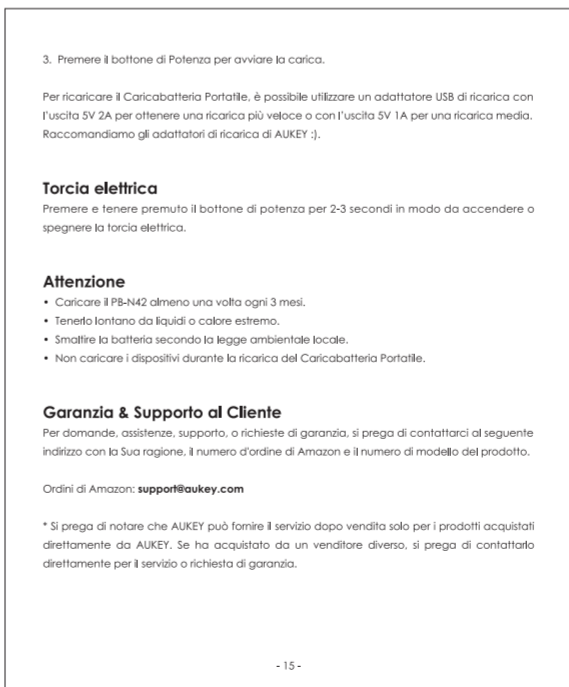 3. Premere il bottone di Potenza per avviare la carica.
Per ricaricare il Caricabatteria Portatile, è possibile utilizzare un adattatore USB di ricarica con
l'uscita 5V 2A per ottenere una ricarica più veloce o con l'uscita 5V 1A per una ricarica media.
Raccomandiamo gli adattatori di ricarica di AUKEY :).
Torcia elettrica
Premere e tenere premuto il bottone di potenza per 2-3 secondi in modo da accendere o
spegnere la torcia elettrica.
Attenzione
• Caricare il PB-N42 almeno una volta ogni 3 mesi.
• Tenerlo lontano da liquidi o calore estremo.
• Smaltire la batteria secondo la legge ambientale locale.
• Non caricare i dispositivi durante la ricarica del Caricabatteria Portatile.
Garanzia & Supporto al Cliente
Per domande, assistenze, supporto, o richieste di garanzia, si prega di contattarci al seguente
indirizzo con la Sua ragione, il numero d'ordine di Amazon e il numero di modello del prodotto.
Ordini di Amazon: support@aukey.com
* Si prega di notare che AUKEY può fornire il servizio dopo vendita solo per i prodotti acquistati
direttamente da AUKEY. Se ha acquistato da un venditore diverso, si prega di contattarlo
direttamente per il servizio o richiesta di garanzia.
- 15 -